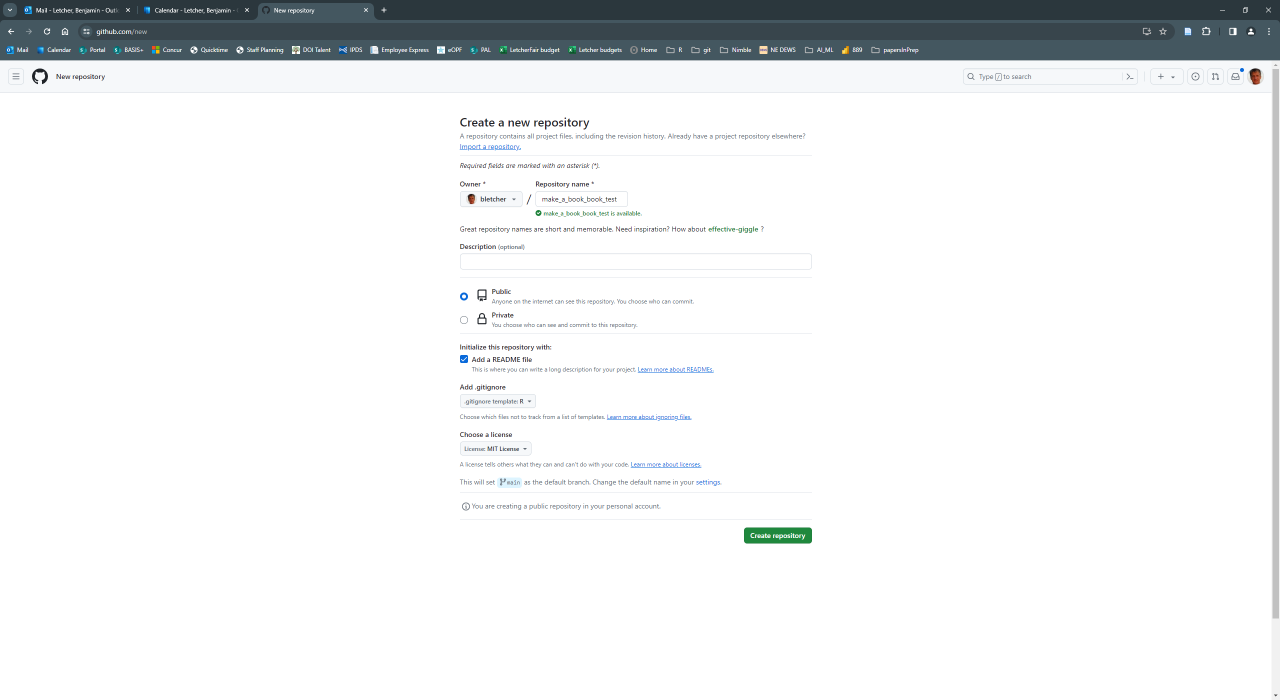 Mail - Letcher, Benjamin - Outl
Calendar - Letcher, Benjamin -
New repository
github.com/new
Mail
Calendar
Portal
BASIS+
Concur
Quicktime
Staff Planning
DOI Talent
IPDS
Employee Express
eOPF
PAL
LetcherFair budget
Letcher budgets
Home
R
git
Nimble
NE DEWS
AI_ML
889
papersInPrep
New repository
Type / to search
Create a new repository
A repository contains all project files, including the revision history. Already have a project repository elsewhere?
Import a repository.
Required fields are marked with an asterisk (*).
Owner *
Repository name *
bletcher
/
make_a_book_book_test
make_a_book_book_test is available.
Great repository names are short and memorable. Need inspiration? How about effective-giggle ?
Description (optional)
Public
Anyone on the internet can see this repository. You choose who can commit.
Private
You choose who can see and commit to this repository.
Initialize this repository with:
Add a README file
This is where you can write a long description for your project. Learn more about READMEs.
Add .gitignore
.gitignore template: R
Choose which files not to track from a list of templates. Learn more about ignoring files.
Choose a license
License: MIT License
A license tells others what they can and can't do with your code. Learn more about licenses.
This will set main as the default branch. Change the default name in your settings.
You are creating a public repository in your personal account.
Create repository